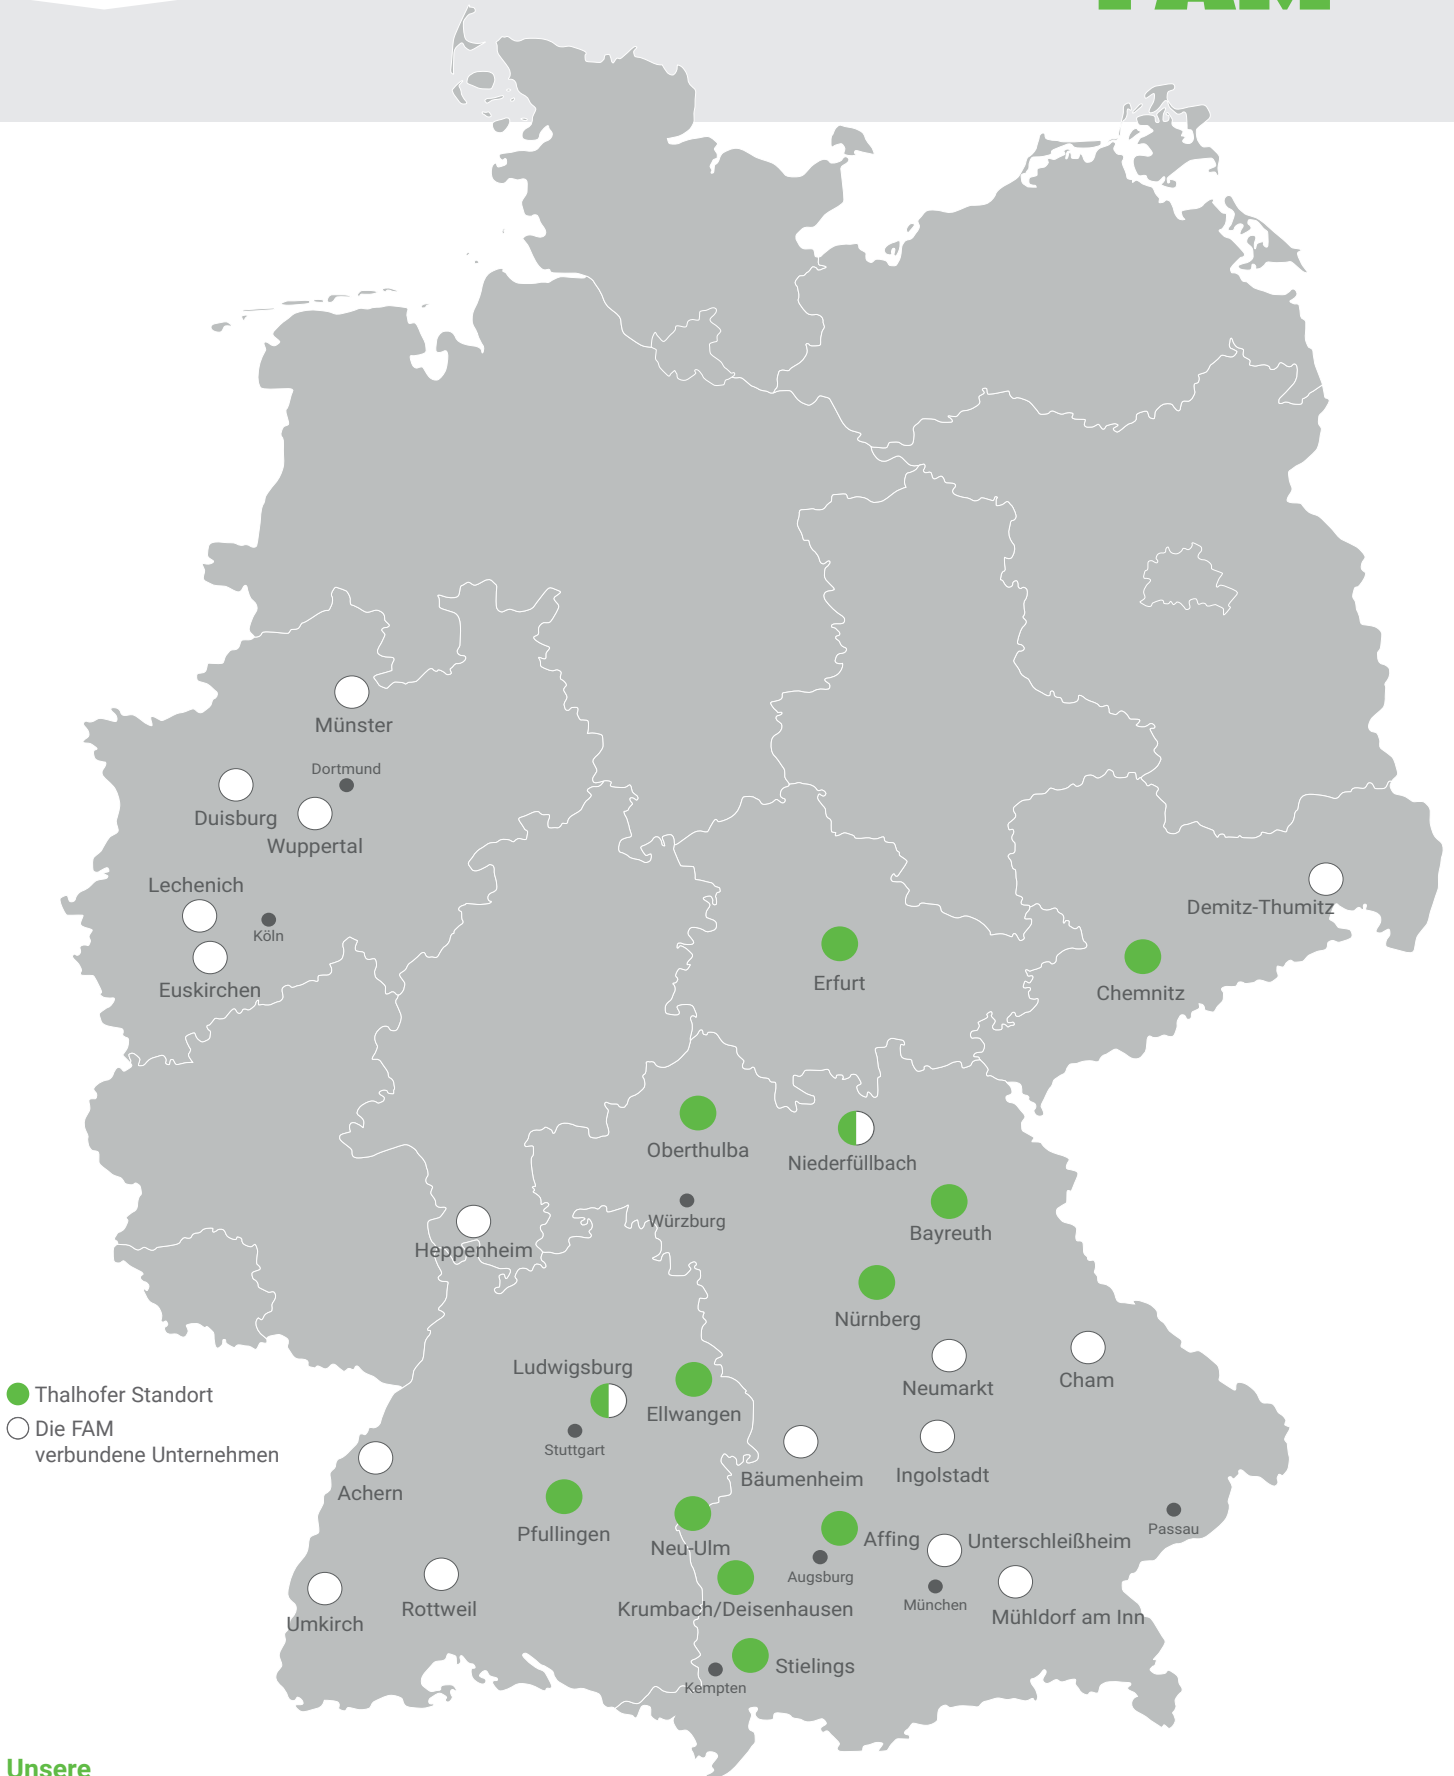 FAM
Münster
Dortmund
Duisburg
Wuppertal
Lechenich
Köln
Euskirchen
Demitz-Thumitz
Erfurt
Chemnitz
Oberthulba
Niederfüllbach
Würzburg
Bayreuth
Heppenheim
Nürnberg
Ludwigsburg
Neumarkt
Cham
Ellwangen
Stuttgart
Thalhofer Standort
Die FAM
verbundene Unternehmen
Achern
Bäumenheim
Ingolstadt
Pfullingen
Neu-Ulm
Affing
Unterschleißheim
Passau
Augsburg
München
Umkirch
Rottweil
Krumbach/Deisenhausen
Mühldorf am Inn
Stielings
Kempten
Unsere